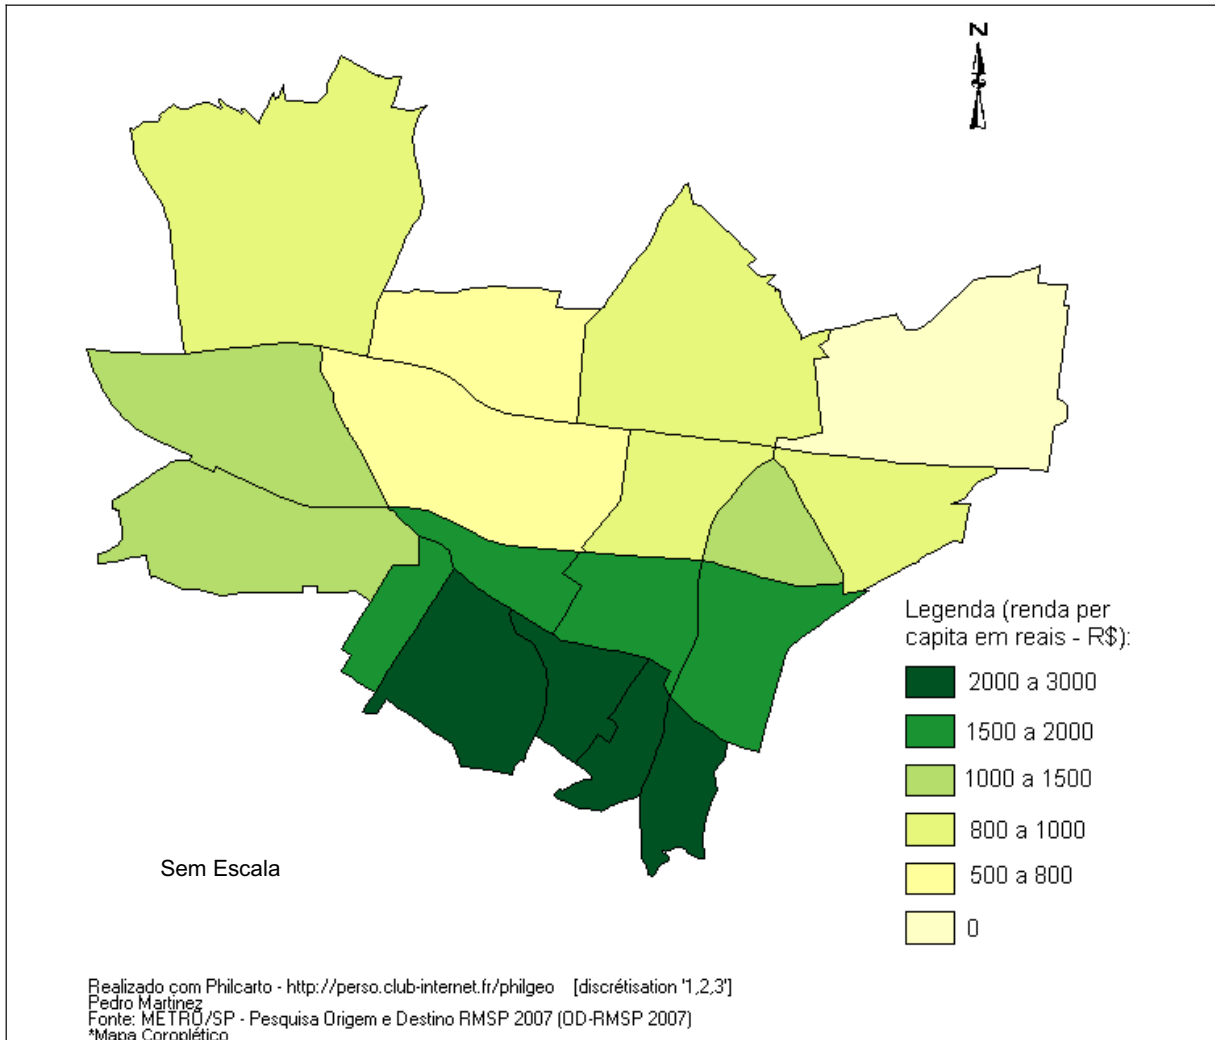 N
Legenda (renda per
capita em reais - R$):
2000 a 3000
1500 a 2000
1000 a 1500
800 a 1000
500 a 800
0
Sem Escala
Realizado com Philcarto - http://perso.club-internet.fr/philgeo [discrétisation '1,2,3']
Pedro Martinez
Fonte: METRÔ/SP - Pesquisa Origem e Destino RMSP 2007 (OD-RMSP 2007)
*Mapa Coroplético